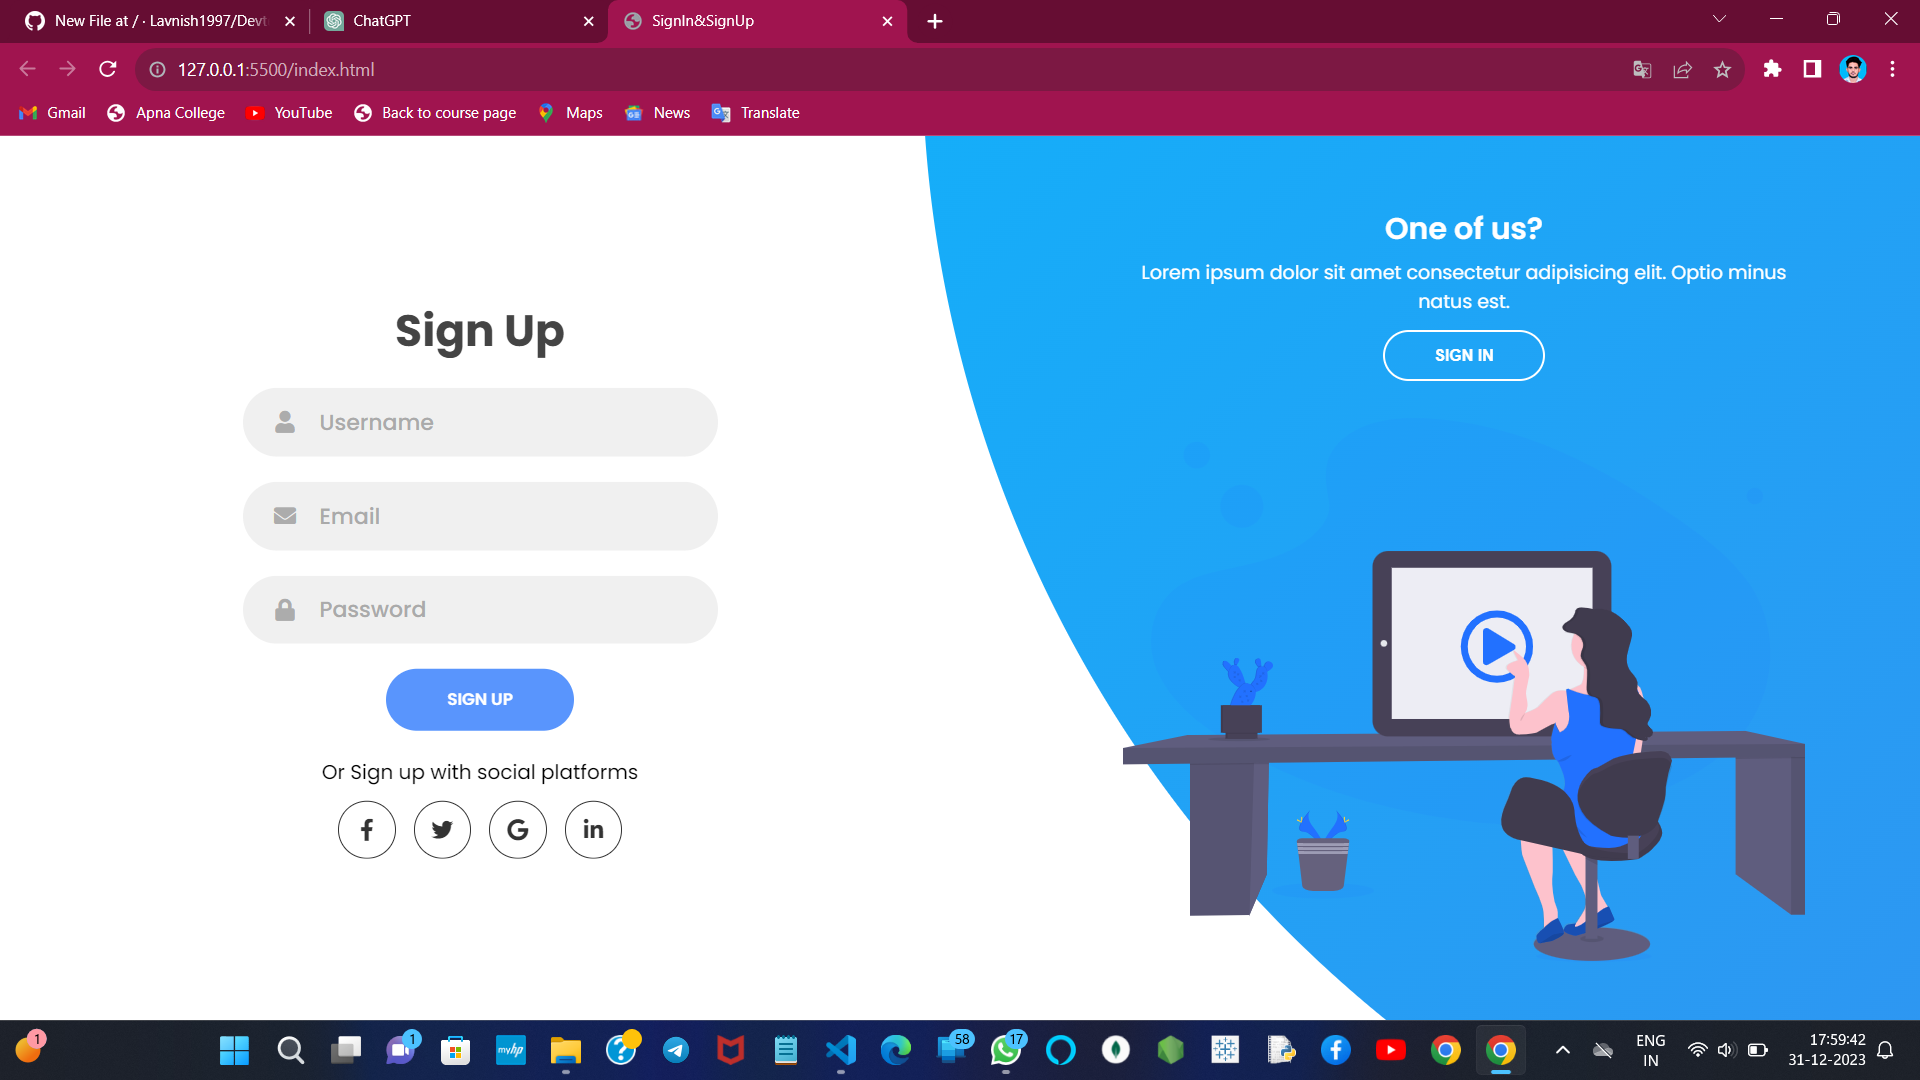 New File at / · Lavnish1997/Devt
ChatGPT
SignIn&SignUp
127.0.0.1:5500/index.html
Gmail
Apna College
YouTube
Back to course page
Maps
News
Translate
Sign Up
Username
Email
Password
SIGN UP
Or Sign up with social platforms
One of us?
Lorem ipsum dolor sit amet consectetur adipisicing elit. Optio minus
natus est.
SIGN IN
1
1
myhp
58
17
ENG
IN
17:59:42
31-12-2023